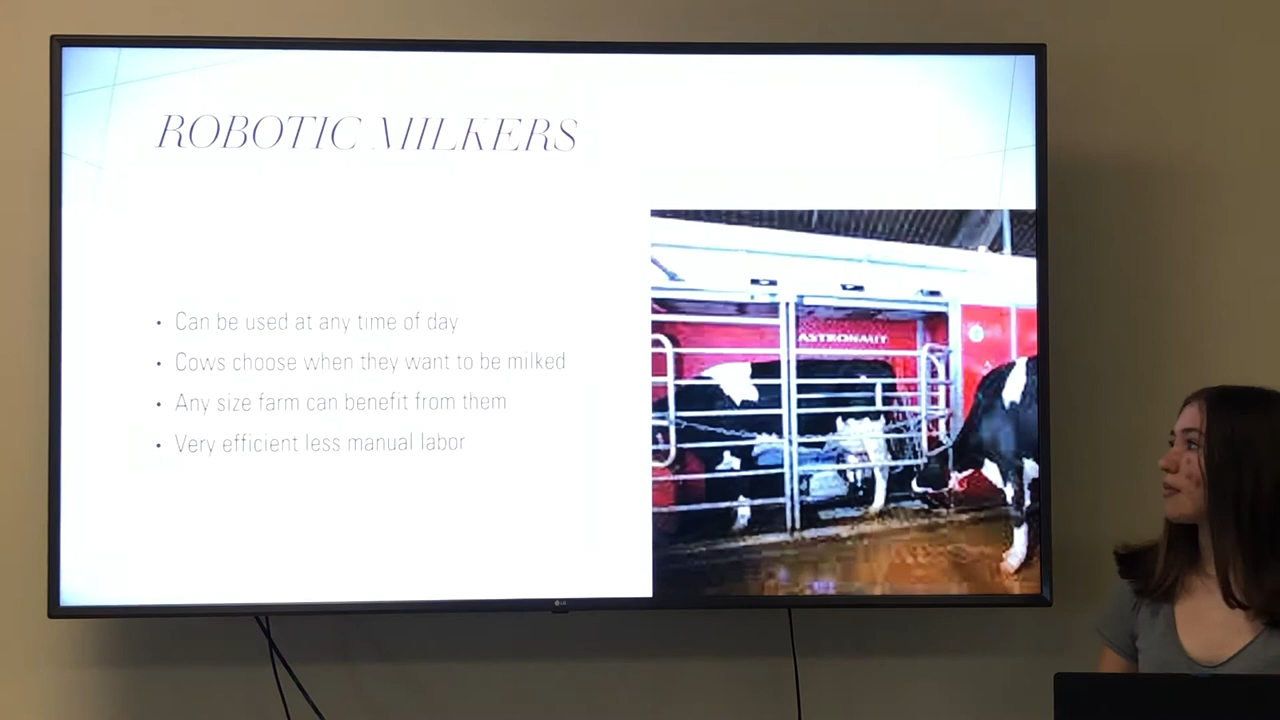 ROBOTIC MILKERS
• Can be used at any time of day
• Cows choose when they want to be milked
• Any size farm can benefit from them
• Very efficient less manual labor
ASTRONAUT
LG